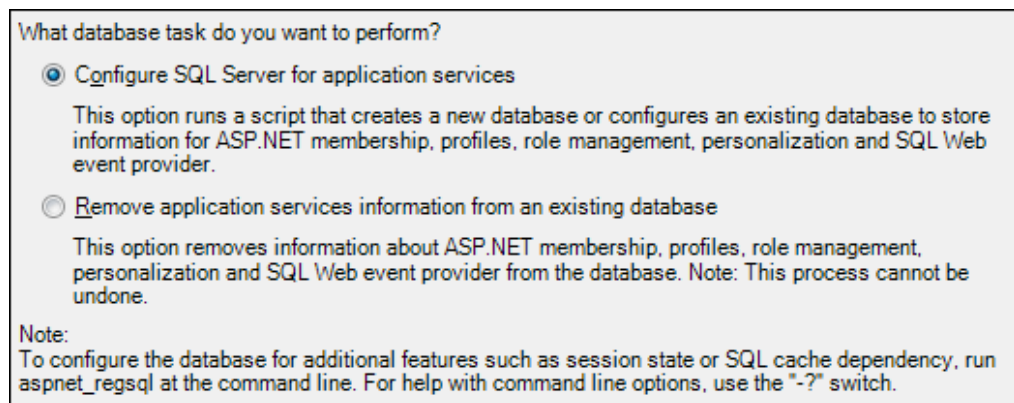 What database task do you want to perform?
Configure SQL Server for application services
This option runs a script that creates a new database or configures an existing database to store
information for ASP.NET membership, profiles, role management, personalization and SQL Web
event provider.
Remove application services information from an existing database
This option removes information about ASP.NET membership, profiles, role management,
personalization and SQL Web event provider from the database. Note: This process cannot be
undone.
Note:
To configure the database for additional features such as session state or SQL cache dependency, run
aspnet_regsql at the command line. For help with command line options, use the "-?" switch.